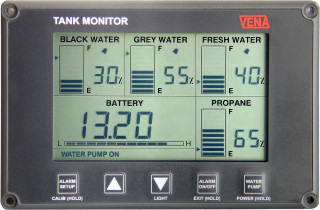 TANK MONITOR
VENA
BLACK WATER GREY WATER FRESH WATER
F F F
30% 55% 40%
E E E
BATTERY PROPANE
13.20 F
65%
L H E
WATER PUMP ON
ALARM SETUP ALARM ON/OFF WATER PUMP
CALIB (HOLD) LIGHT EXIT (HOLD) POWER (HOLD)